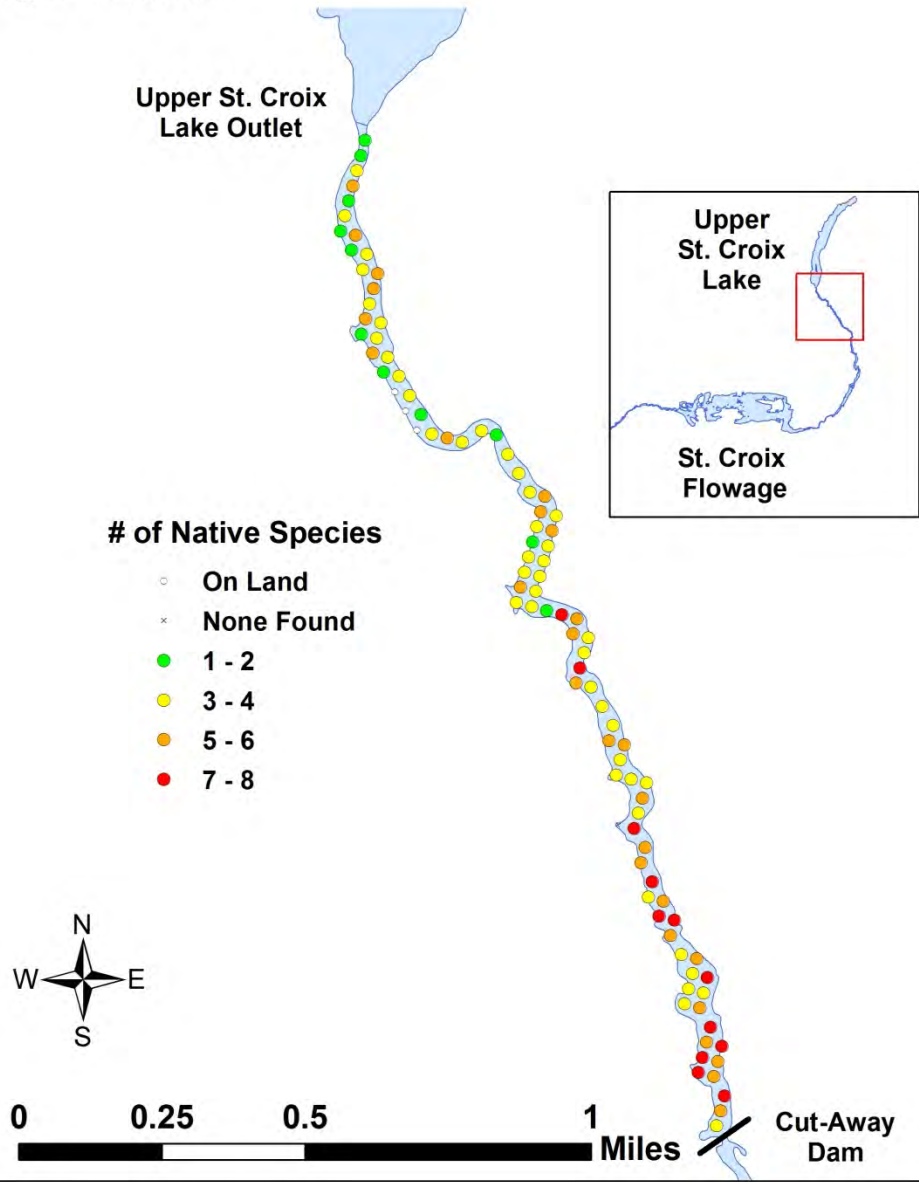 Upper St. Croix
Lake Outlet
Upper
St. Croix
Lake
St. Croix
Flowage
# of Native Species
On Land
None Found
1 - 2
3 - 4
5 - 6
7 - 8
N
W E
S
0 0.25 0.5 1
Miles
Cut-Away
Dam